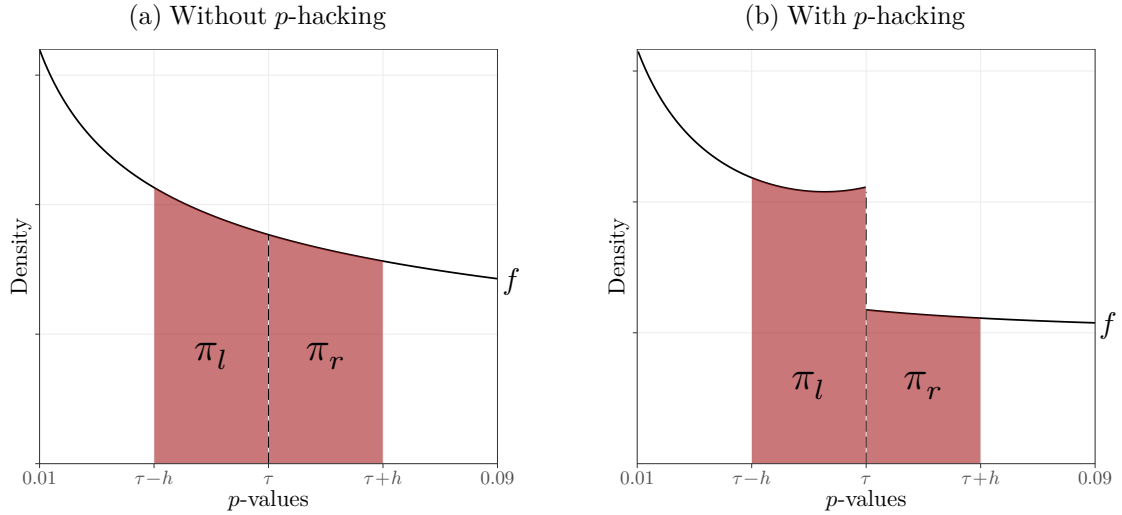 (a) Without p-hacking
Density
π_l
π_r
f
0.01
τ−h
τ
τ+h
0.09
p-values
(b) With p-hacking
Density
π_l
π_r
f
0.01
τ−h
τ
τ+h
0.09
p-values